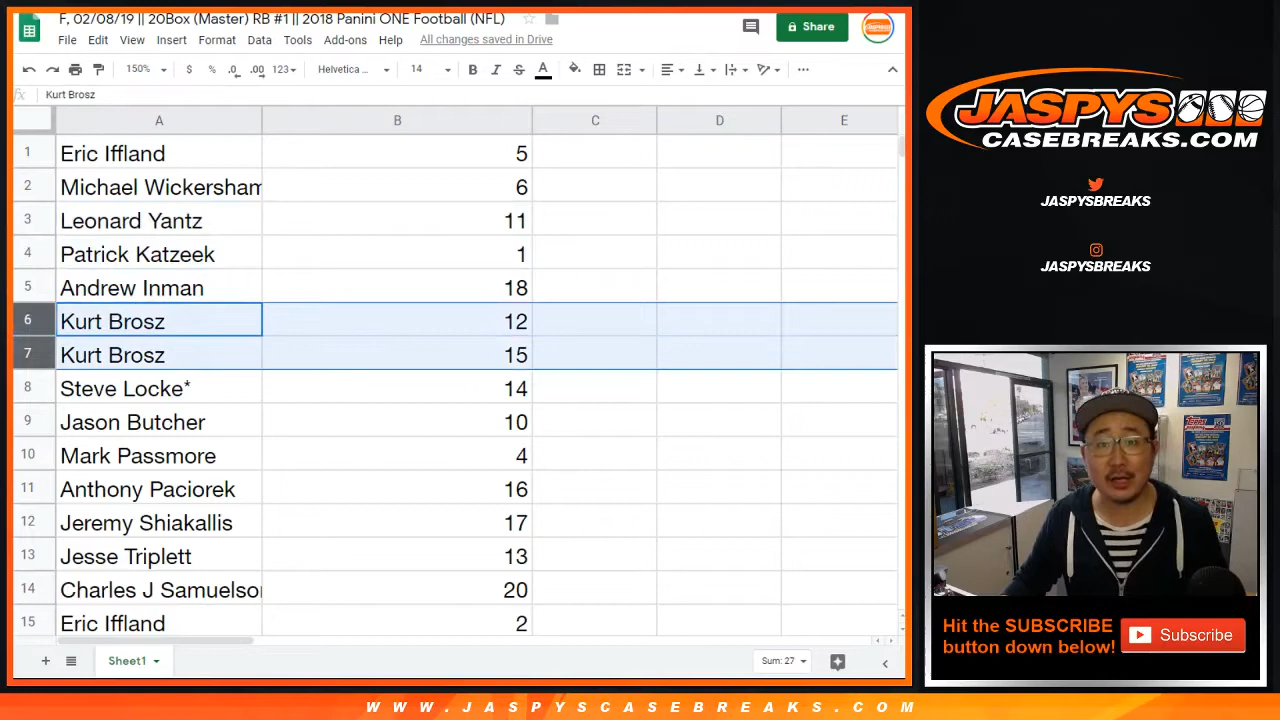 F, 02/08/19 || 20Box (Master) RB #1 || 2018 Panini ONE Football (NFL)
File Edit View Insert Format Data Tools Add-ons Help All changes saved in Drive
Share
150% $ % .0 .00 123 Helvetica ... 14 B I S A
fx Kurt Brosz
A B C D E
1 Eric Iffland 5
2 Michael Wickersham 6
3 Leonard Yantz 11
4 Patrick Katzeek 1
5 Andrew Inman 18
6 Kurt Brosz 12
7 Kurt Brosz 15
8 Steve Locke* 14
9 Jason Butcher 10
10 Mark Passmore 4
11 Anthony Paciorek 16
12 Jeremy Shiakallis 17
13 Jesse Triplett 13
14 Charles J Samuelson 20
15 Eric Iffland 2
Sheet1
Sum: 27
JASPYS
CASEBREAKS.COM
JASPYSBREAKS
JASPYSBREAKS
Hit the SUBSCRIBE
button down below!
Subscribe
WWW.JASPYSCASEBREAKS.COM